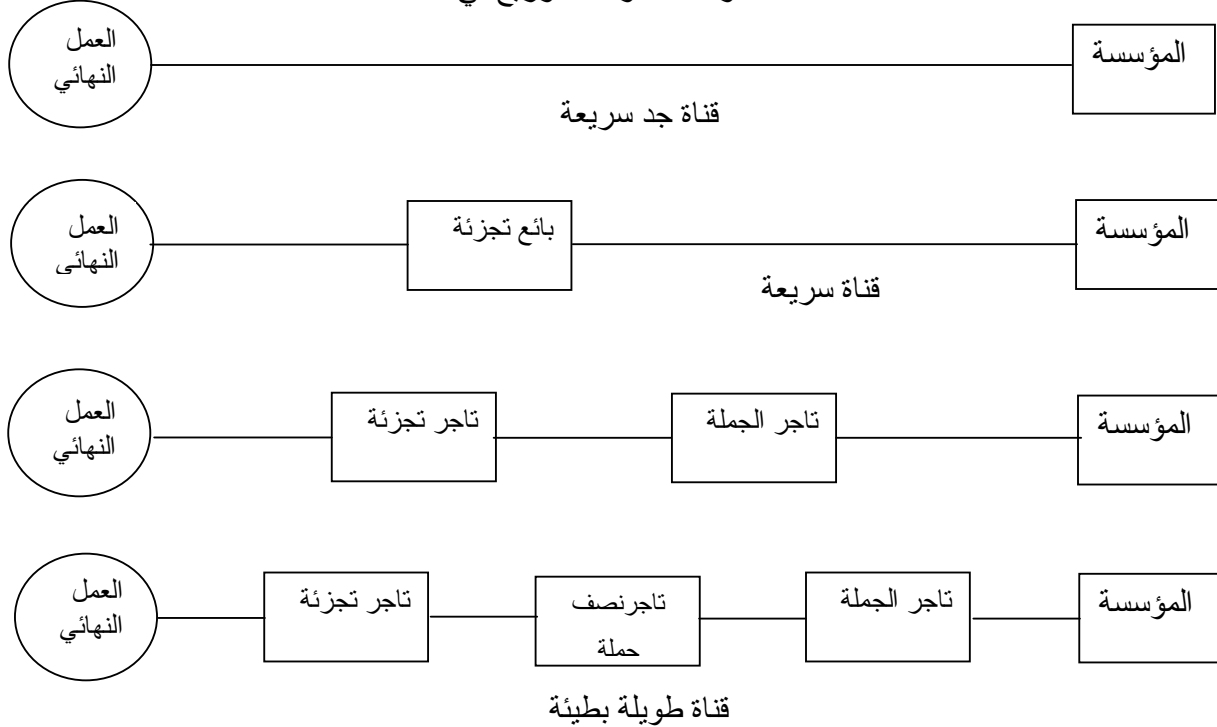 المؤسسة
العمل
النهائي
قناة جد سريعة
المؤسسة
بائع تجزئة
العمل
النهائي
قناة سريعة
المؤسسة
تاجر الجملة
تاجر تجزئة
العمل
النهائي
المؤسسة
تاجر الجملة
تاجرنصف
حملة
تاجر تجزئة
العمل
النهائي
قناة طويلة بطيئة